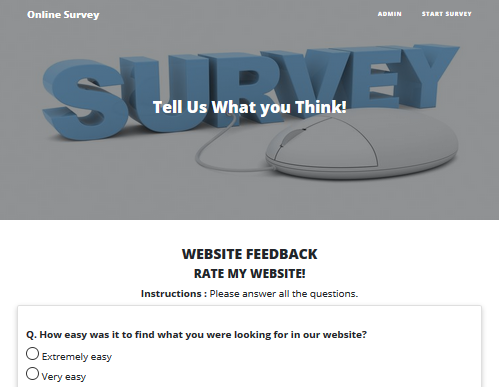 Online Survey
ADMIN
START SURVEY
SURVEY
Tell Us What you Think!
WEBSITE FEEDBACK
RATE MY WEBSITE!
Instructions : Please answer all the questions.
Q. How easy was it to find what you were looking for in our website?
Extremely easy
Very easy